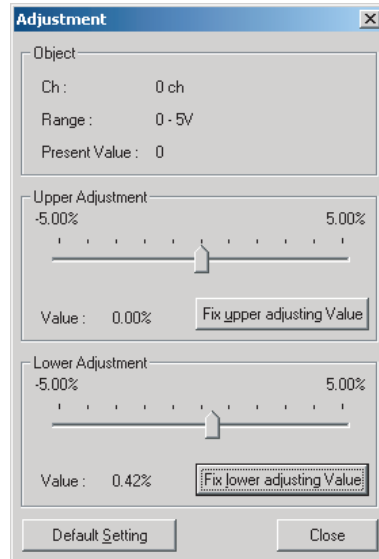 Adjustment
Object
Ch : 0 ch
Range : 0 - 5V
Present Value : 0
Upper Adjustment
-5.00% 5.00%
Value : 0.00% Fix upper adjusting Value
Lower Adjustment
-5.00% 5.00%
Value : 0.42% Fix lower adjusting Value
Default Setting Close